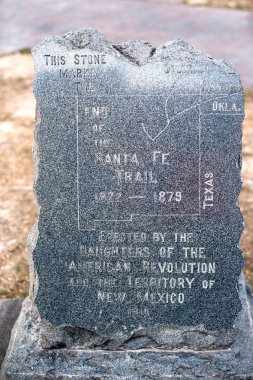 This Stone
Marks
The
End
of
the
Santa Fe
Trail
1822 — 1879
Okla.
Texas
Erected by the
Daughters of the
American Revolution
and the Territory of
New Mexico
1910